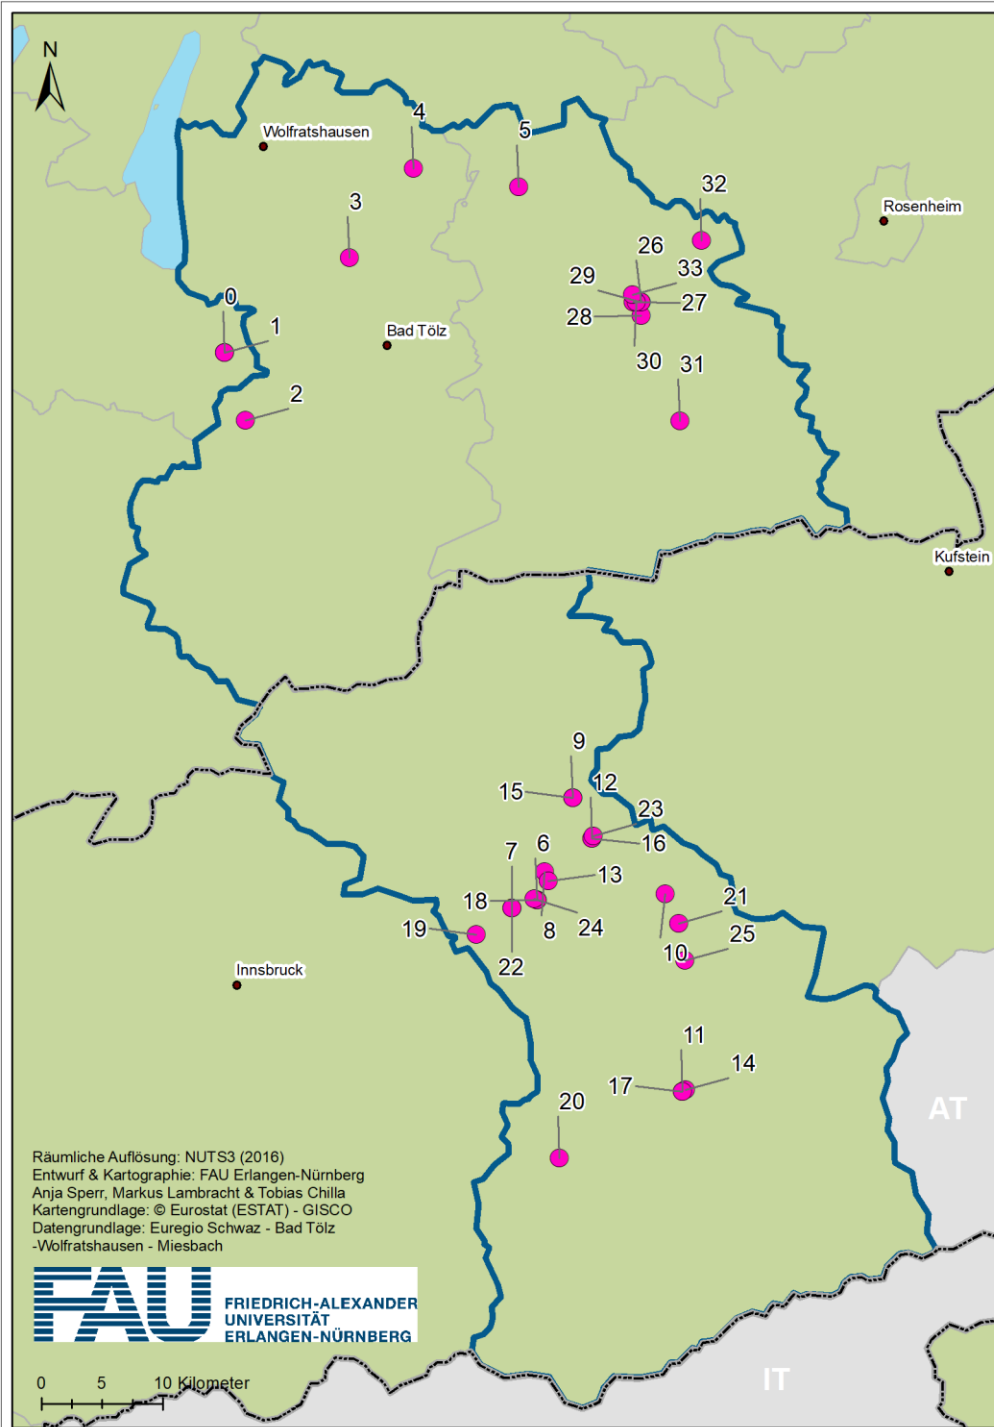 N
Wolfratshausen
4
5
3
32
Rosenheim
26
29
33
0
27
28
1
Bad Tölz
30
31
2
Kufstein
9
12
15
23
6
16
7
13
18
21
19
8
24
10
25
22
Innsbruck
11
14
17
20
AT
Räumliche Auflösung: NUTS3 (2016)
Entwurf & Kartographie: FAU Erlangen-Nürnberg
Anja Sperr, Markus Lambracht & Tobias Chilla
Kartengrundlage: © Eurostat (ESTAT) - GISCO
Datengrundlage: Euregio Schwaz - Bad Tölz
-Wolfratshausen - Miesbach
FAU
FRIEDRICH-ALEXANDER
UNIVERSITÄT
ERLANGEN-NÜRNBERG
IT
0 5 10 Kilometer